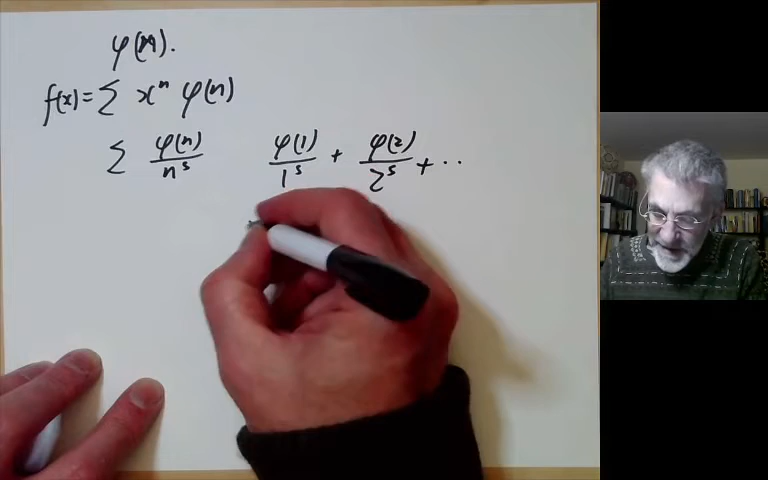 φ(n).
f(x) = Σ xⁿ φ(n)
Σ φ(n)/nˢ φ(1)/1ˢ + φ(2)/2ˢ + ··